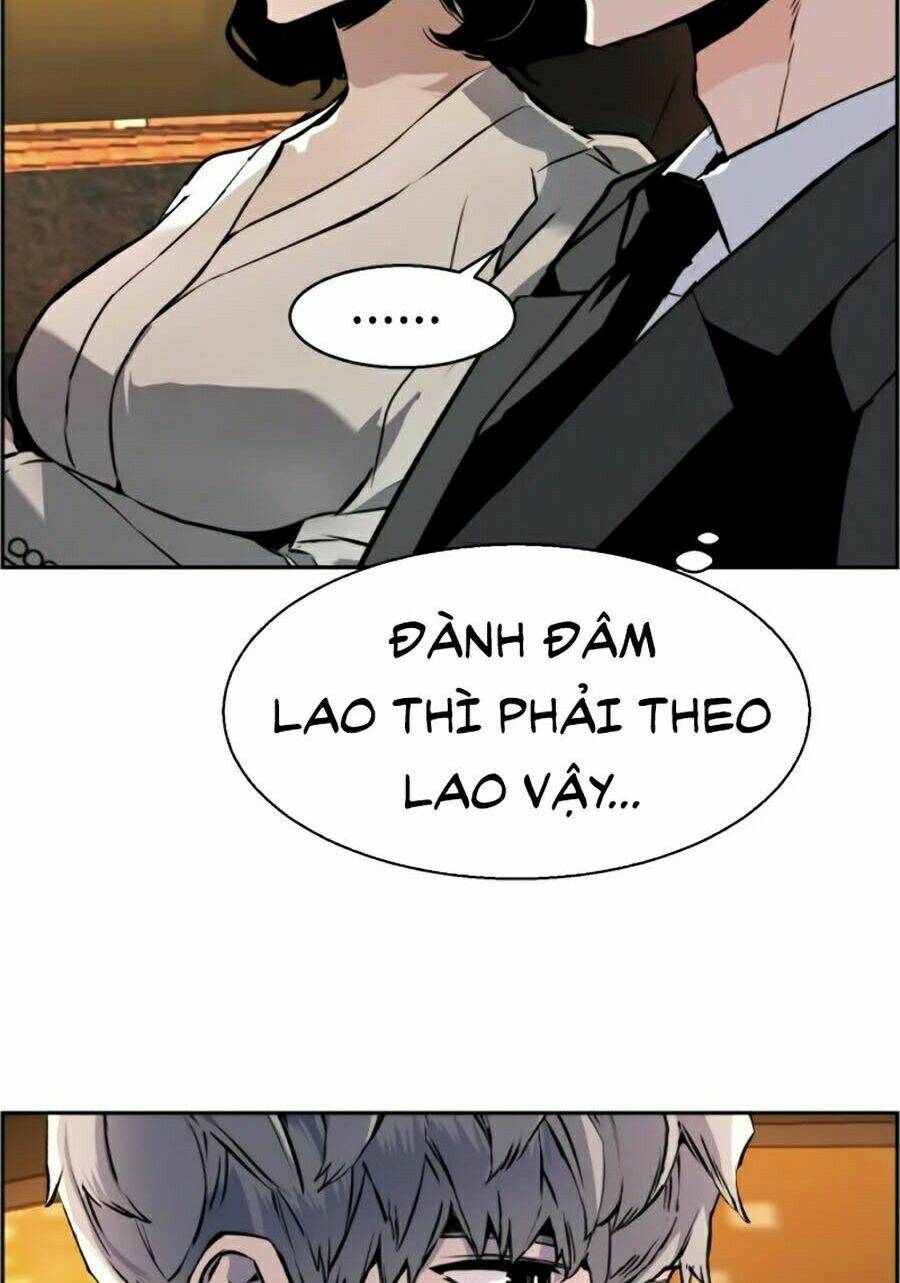 ......
ĐÀNH ĐÂM
LAO THÌ PHẢI THEO
LAO VẬY...